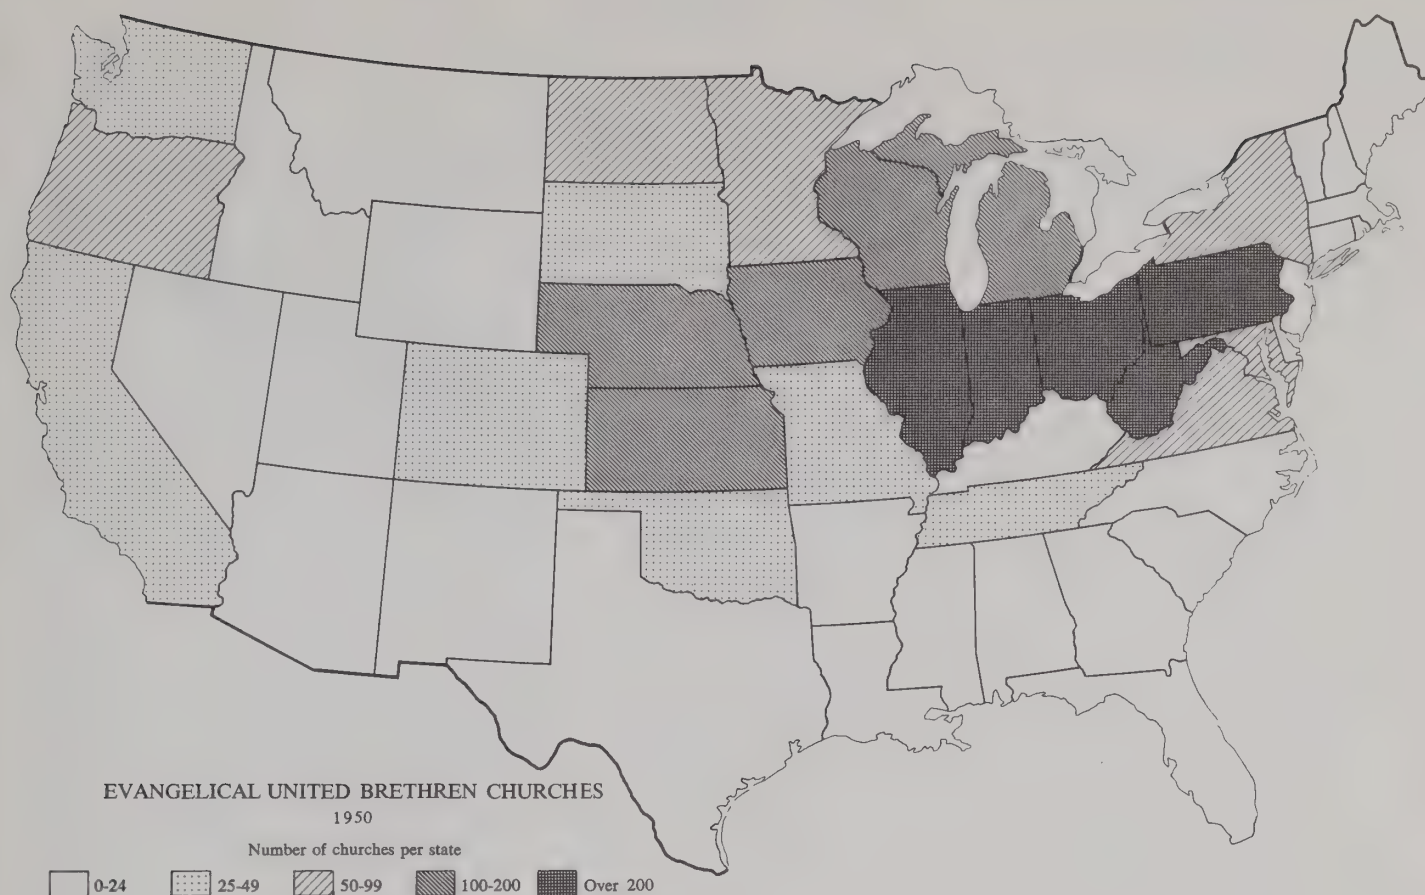 EVANGELICAL UNITED BRETHREN CHURCHES
1950
Number of churches per state
0-24 25-49 50-99 100-200 Over 200